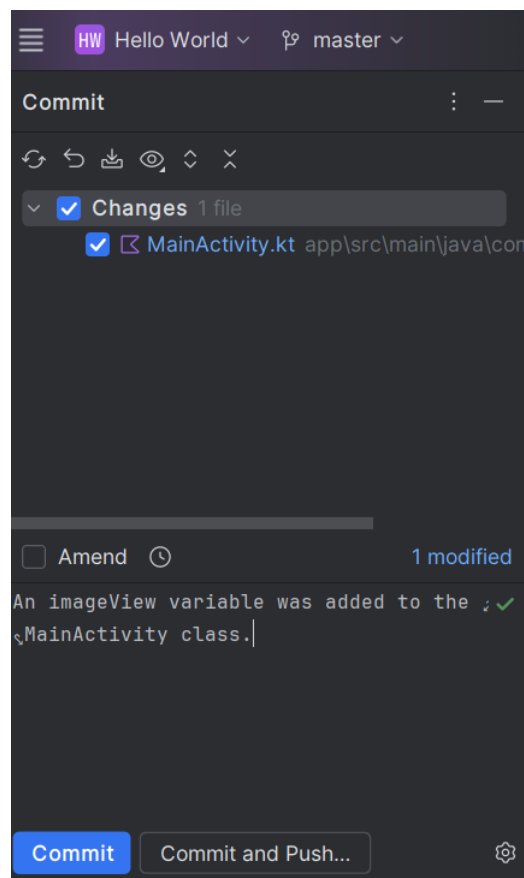 HW Hello World master
Commit
Changes 1 file
MainActivity.kt app\src\main\java\com
Amend 1 modified
An imageView variable was added to the
MainActivity class.
Commit Commit and Push...